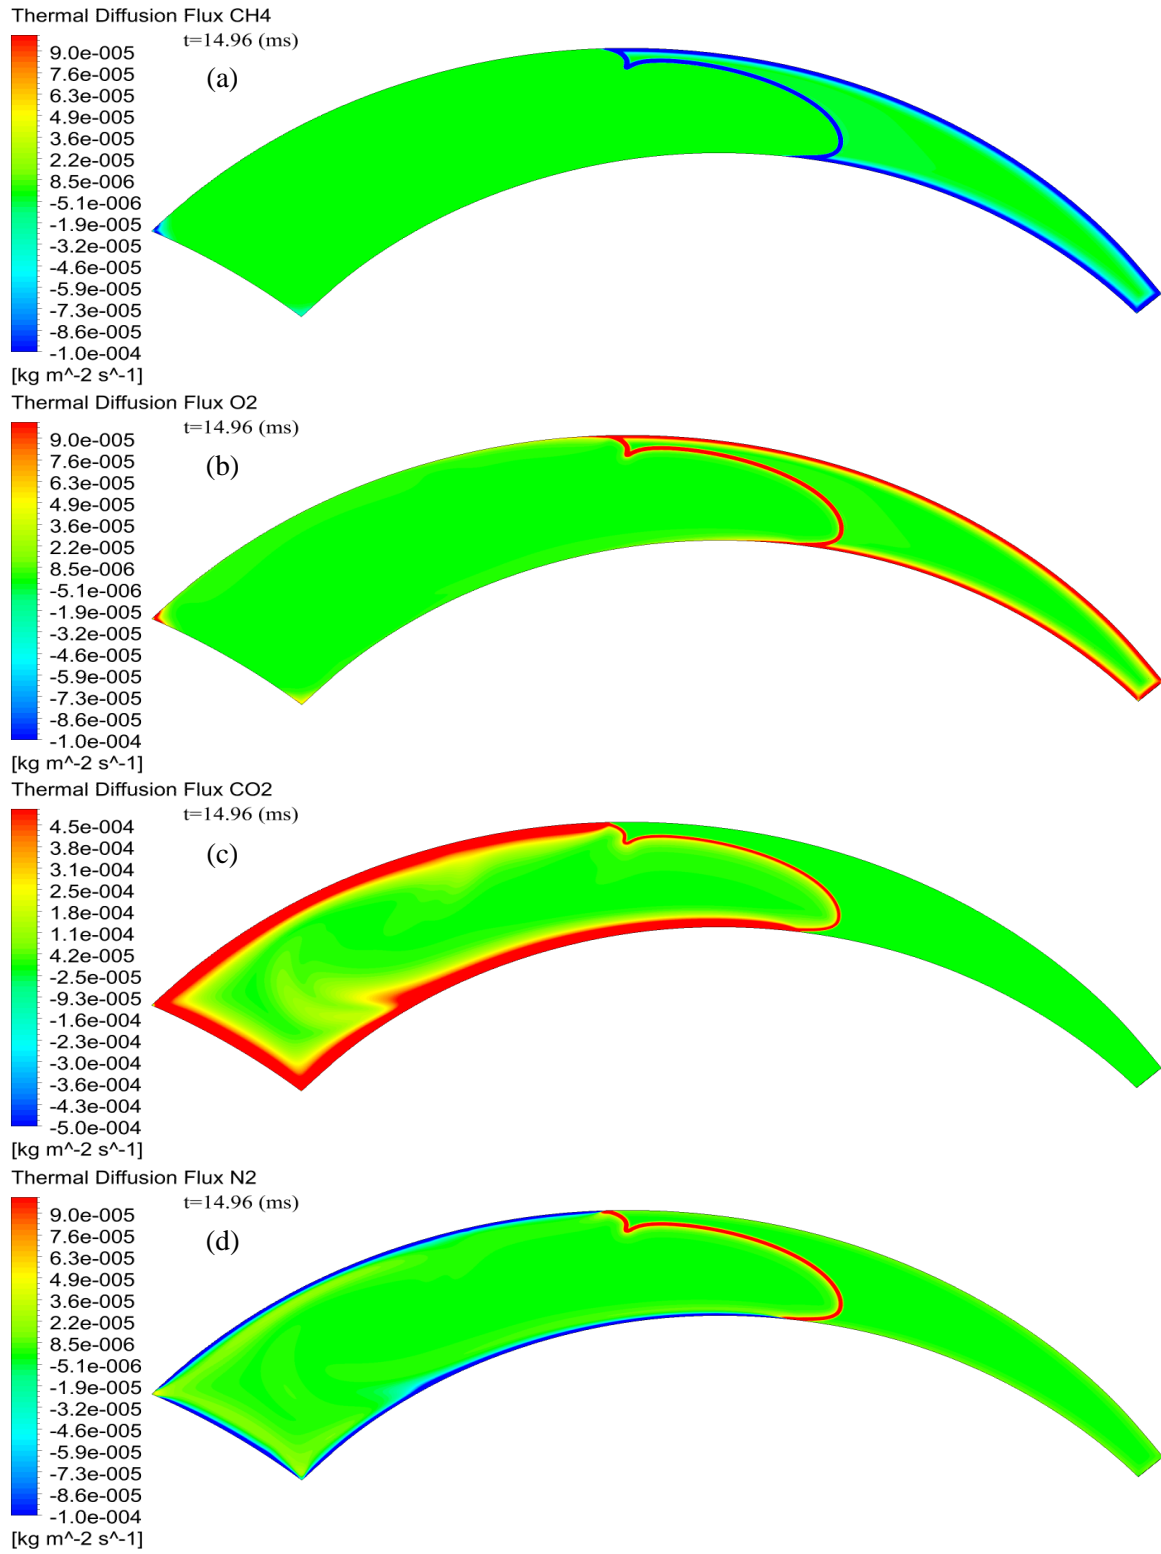 Thermal Diffusion Flux CH4
t=14.96 (ms)
(a)
9.0e-005
7.6e-005
6.3e-005
4.9e-005
3.6e-005
2.2e-005
8.5e-006
-5.1e-006
-1.9e-005
-3.2e-005
-4.6e-005
-5.9e-005
-7.3e-005
-8.6e-005
-1.0e-004
[kg m^-2 s^-1]
Thermal Diffusion Flux O2
t=14.96 (ms)
(b)
9.0e-005
7.6e-005
6.3e-005
4.9e-005
3.6e-005
2.2e-005
8.5e-006
-5.1e-006
-1.9e-005
-3.2e-005
-4.6e-005
-5.9e-005
-7.3e-005
-8.6e-005
-1.0e-004
[kg m^-2 s^-1]
Thermal Diffusion Flux CO2
t=14.96 (ms)
(c)
4.5e-004
3.8e-004
3.1e-004
2.5e-004
1.8e-004
1.1e-004
4.2e-005
-2.5e-005
-9.3e-005
-1.6e-004
-2.3e-004
-3.0e-004
-3.6e-004
-4.3e-004
-5.0e-004
[kg m^-2 s^-1]
Thermal Diffusion Flux N2
t=14.96 (ms)
(d)
9.0e-005
7.6e-005
6.3e-005
4.9e-005
3.6e-005
2.2e-005
8.5e-006
-5.1e-006
-1.9e-005
-3.2e-005
-4.6e-005
-5.9e-005
-7.3e-005
-8.6e-005
-1.0e-004
[kg m^-2 s^-1]